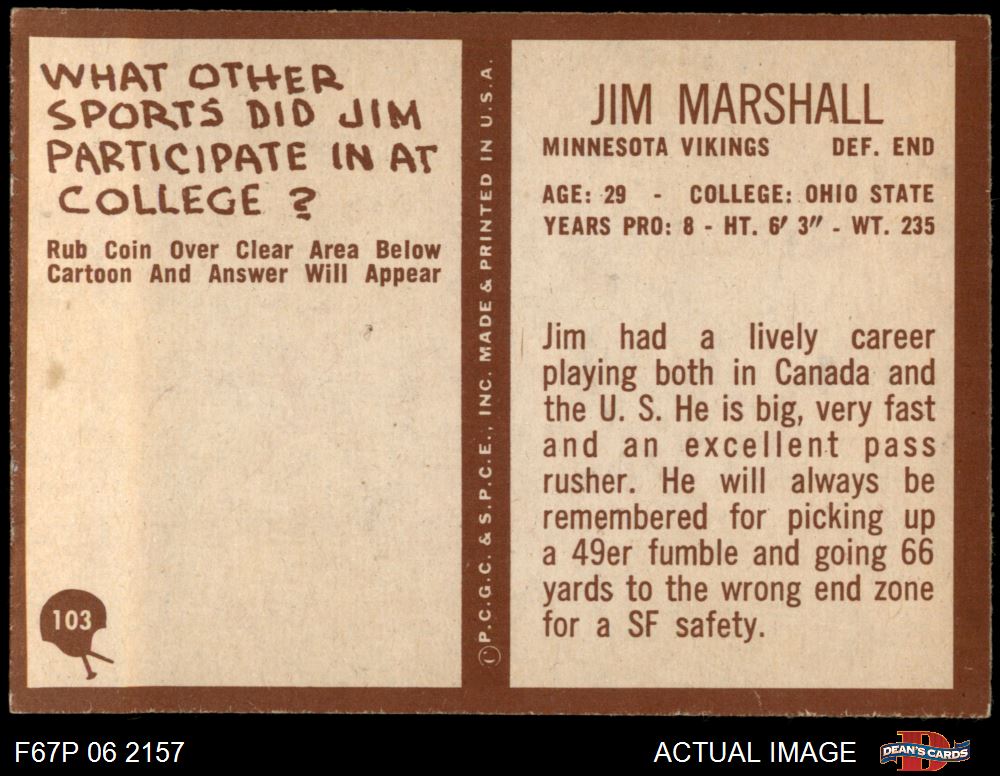 WHAT OTHER
SPORTS DID JIM
PARTICIPATE IN AT
COLLEGE ?
Rub Coin Over Clear Area Below
Cartoon And Answer Will Appear
103
© P.C.G.C. & S.P.C.E., INC. MADE & PRINTED IN U.S.A.
JIM MARSHALL
MINNESOTA VIKINGS DEF. END
AGE: 29 - COLLEGE: OHIO STATE
YEARS PRO: 8 - HT. 6' 3" - WT. 235
Jim had a lively career
playing both in Canada and
the U. S. He is big, very fast
and an excellent pass
rusher. He will always be
remembered for picking up
a 49er fumble and going 66
yards to the wrong end zone
for a SF safety.
F67P 06 2157
ACTUAL IMAGE
D
DEAN'S CARDS